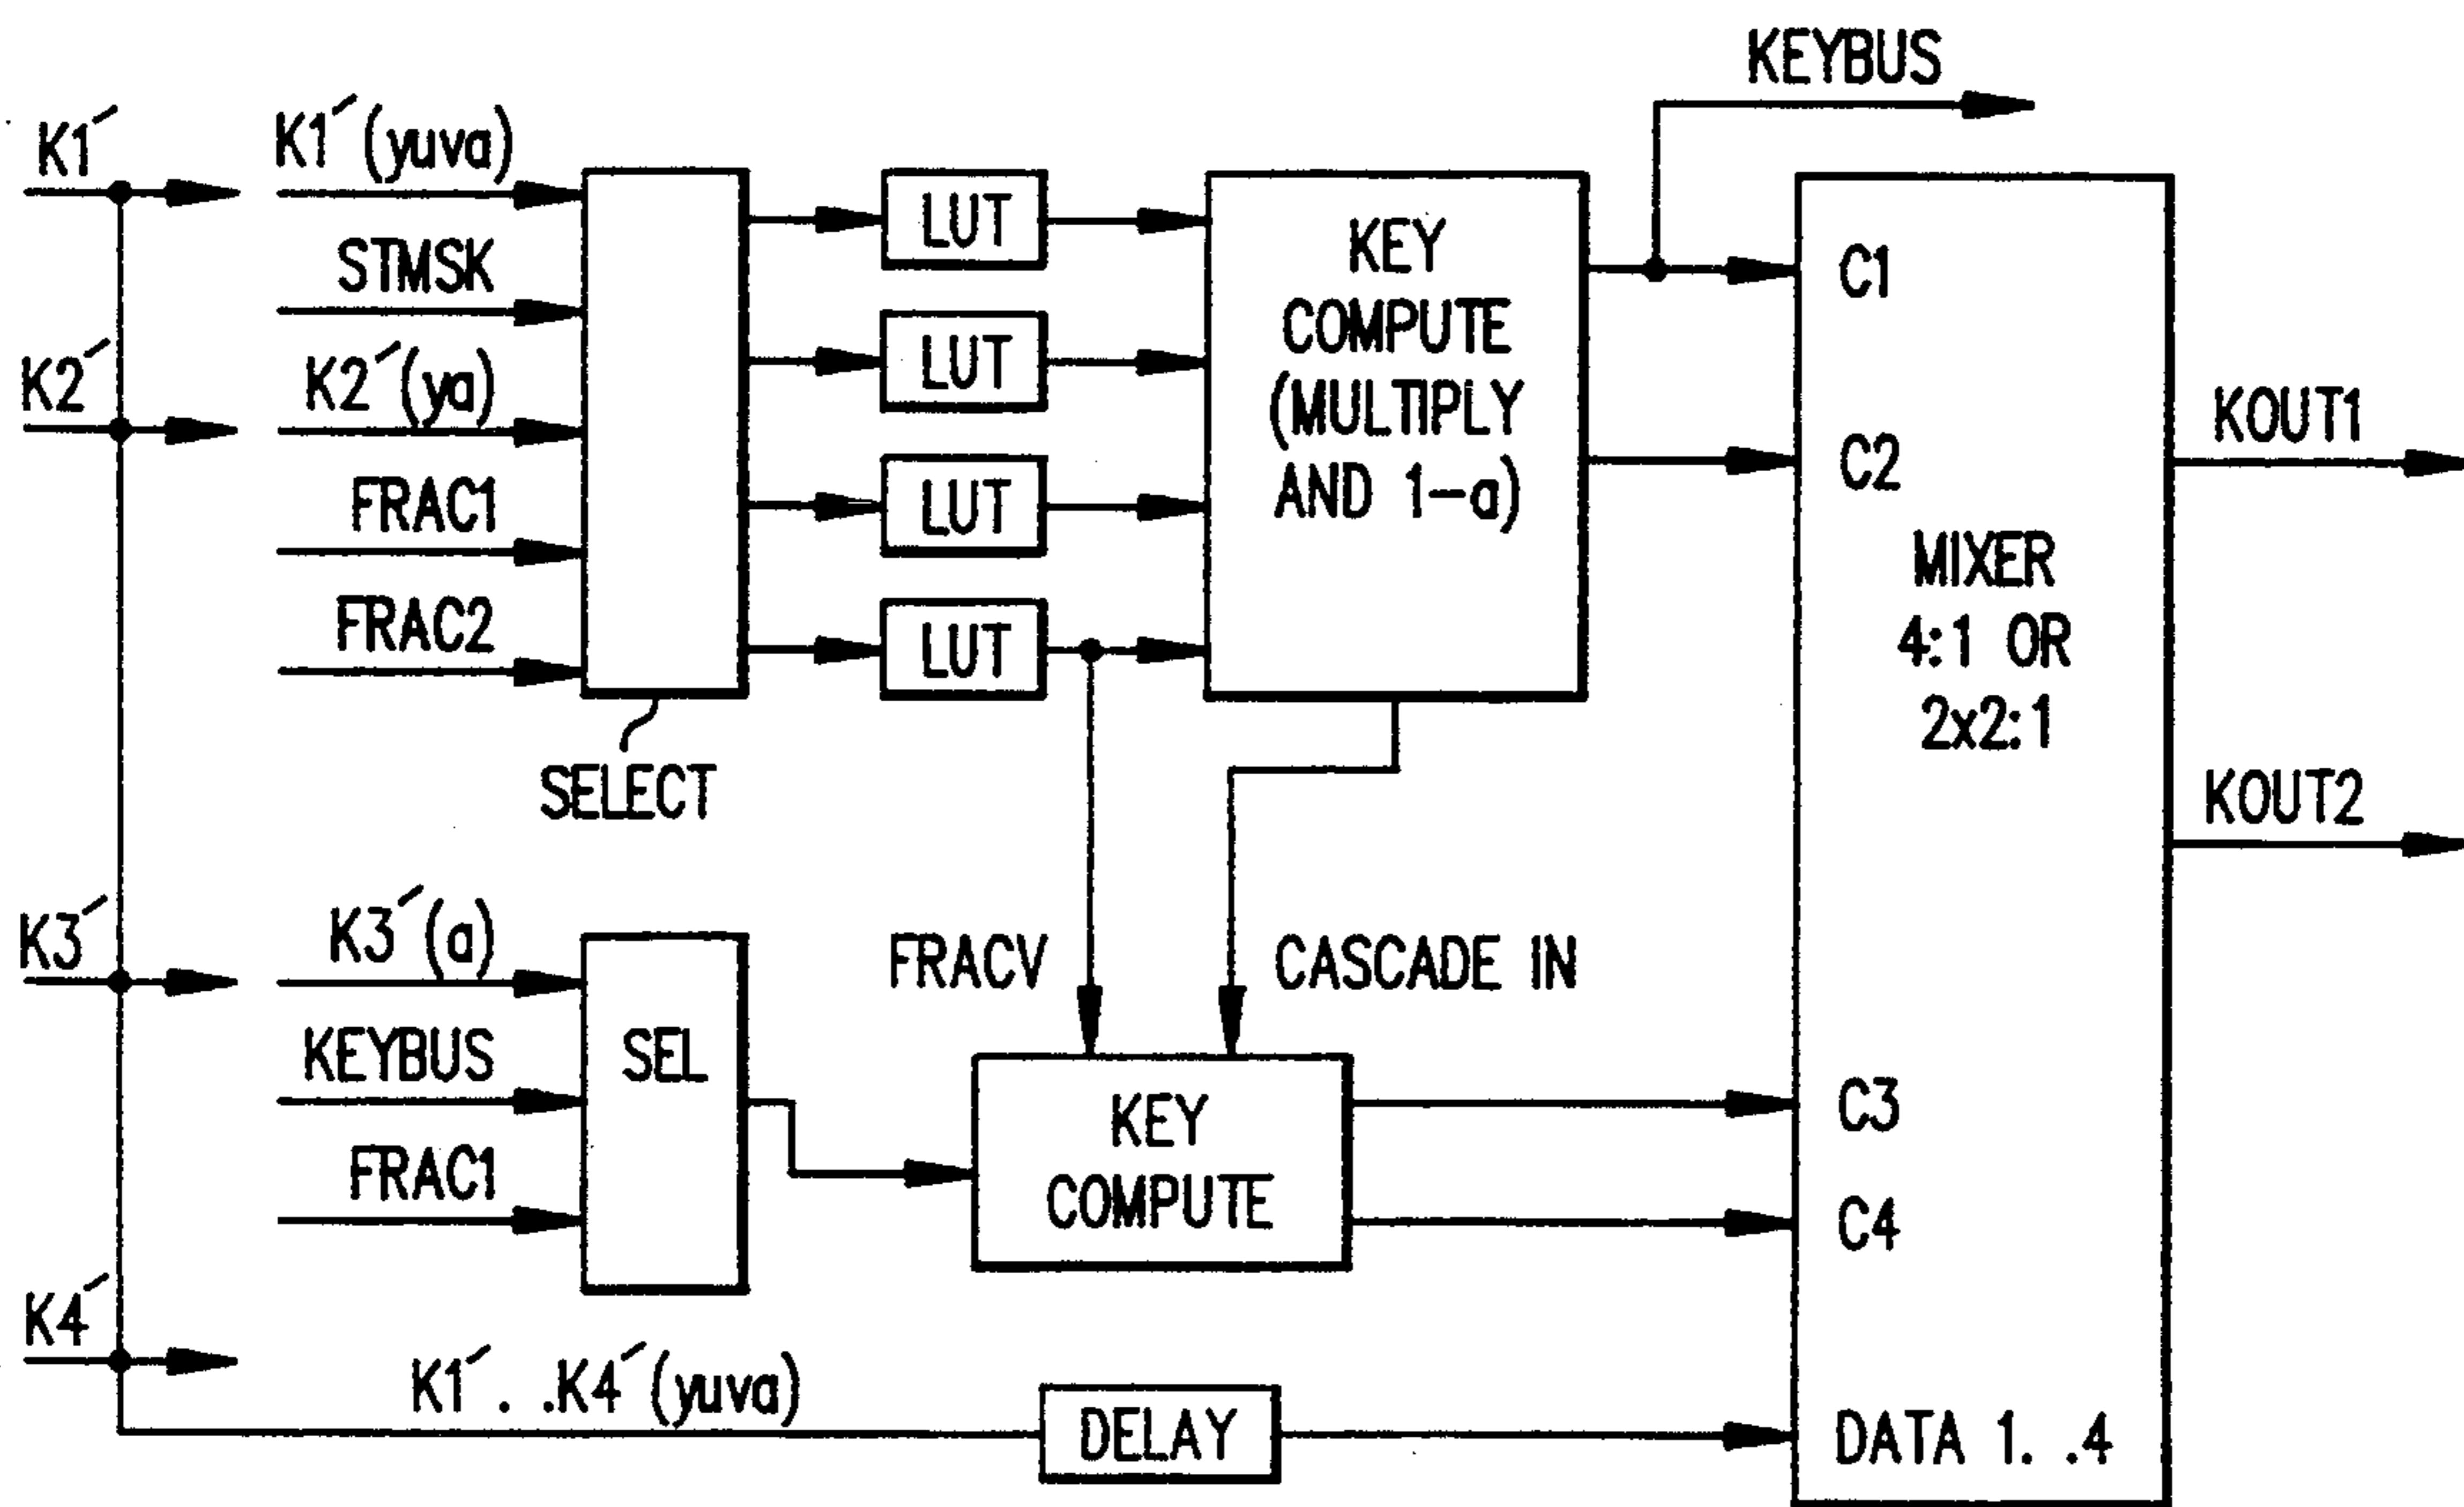 KEYBUS
K1´
K1´(yuva)
STMSK
K2´
K2´(ya)
FRAC1
FRAC2
SELECT
LUT
LUT
LUT
LUT
KEY
COMPUTE
(MULTIPLY
AND 1-a)
C1
C2
MIXER
4:1 OR
2x2:1
KOUT1
KOUT2
K3´
K3´(a)
KEYBUS
FRAC1
SEL
FRACV
CASCADE IN
KEY
COMPUTE
C3
C4
K4´
K1´. .K4´(yuva)
DELAY
DATA 1. .4